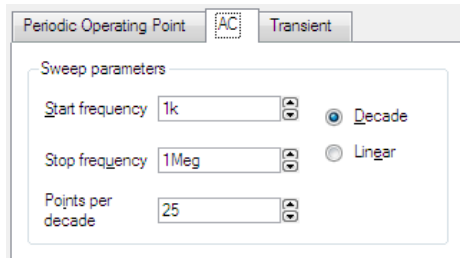 Periodic Operating Point AC Transient
Sweep parameters
Start frequency 1k
Decade
Stop frequency 1Meg
Linear
Points per decade 25